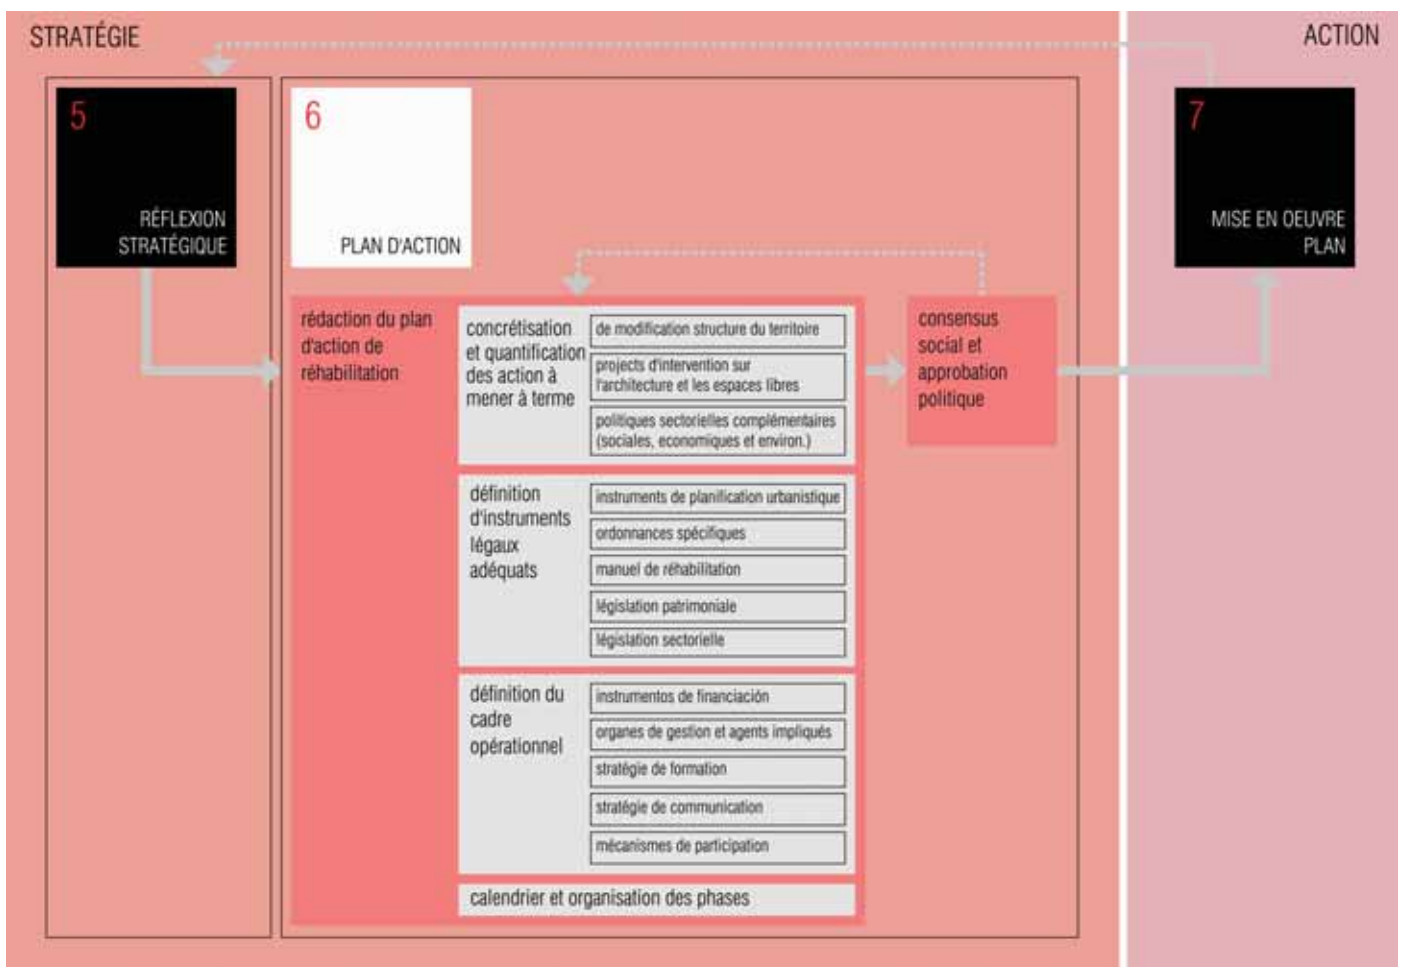 STRATÉGIE
ACTION
5
RÉFLEXION
STRATÉGIQUE
6
PLAN D'ACTION
7
MISE EN OEUVRE
PLAN
rédaction du plan
d'action de
réhabilitation
concrétisation
et quantification
des action à
mener à terme
de modification structure du territoire
projects d'intervention sur
l'architecture et les espaces libres
politiques sectorielles complémentaires
(sociales, economiques et environ.)
consensus
social et
approbation
politique
définition
d'instruments
légaux
adéquats
instruments de planification urbanistique
ordonnances spécifiques
manuel de réhabilitation
législation patrimoniale
législation sectorielle
définition du
cadre
opérationnel
instrumentos de financiación
organes de gestion et agents impliqués
stratégie de formation
stratégie de communication
mécanismes de participation
calendrier et organisation des phases